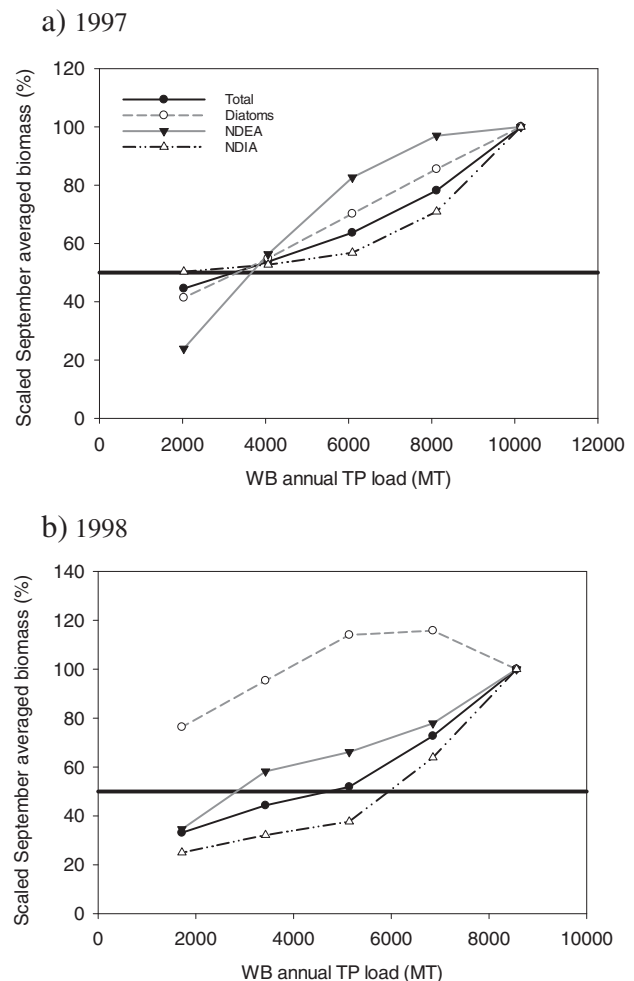 a) 1997
Scaled September averaged biomass (%)
120
100
80
60
40
20
0
Total
Diatoms
NDEA
NDIA
0 2000 4000 6000 8000 10000 12000
WB annual TP load (MT)
b) 1998
Scaled September averaged biomass (%)
140
120
100
80
60
40
20
0
0 2000 4000 6000 8000 10000
WB annual TP load (MT)